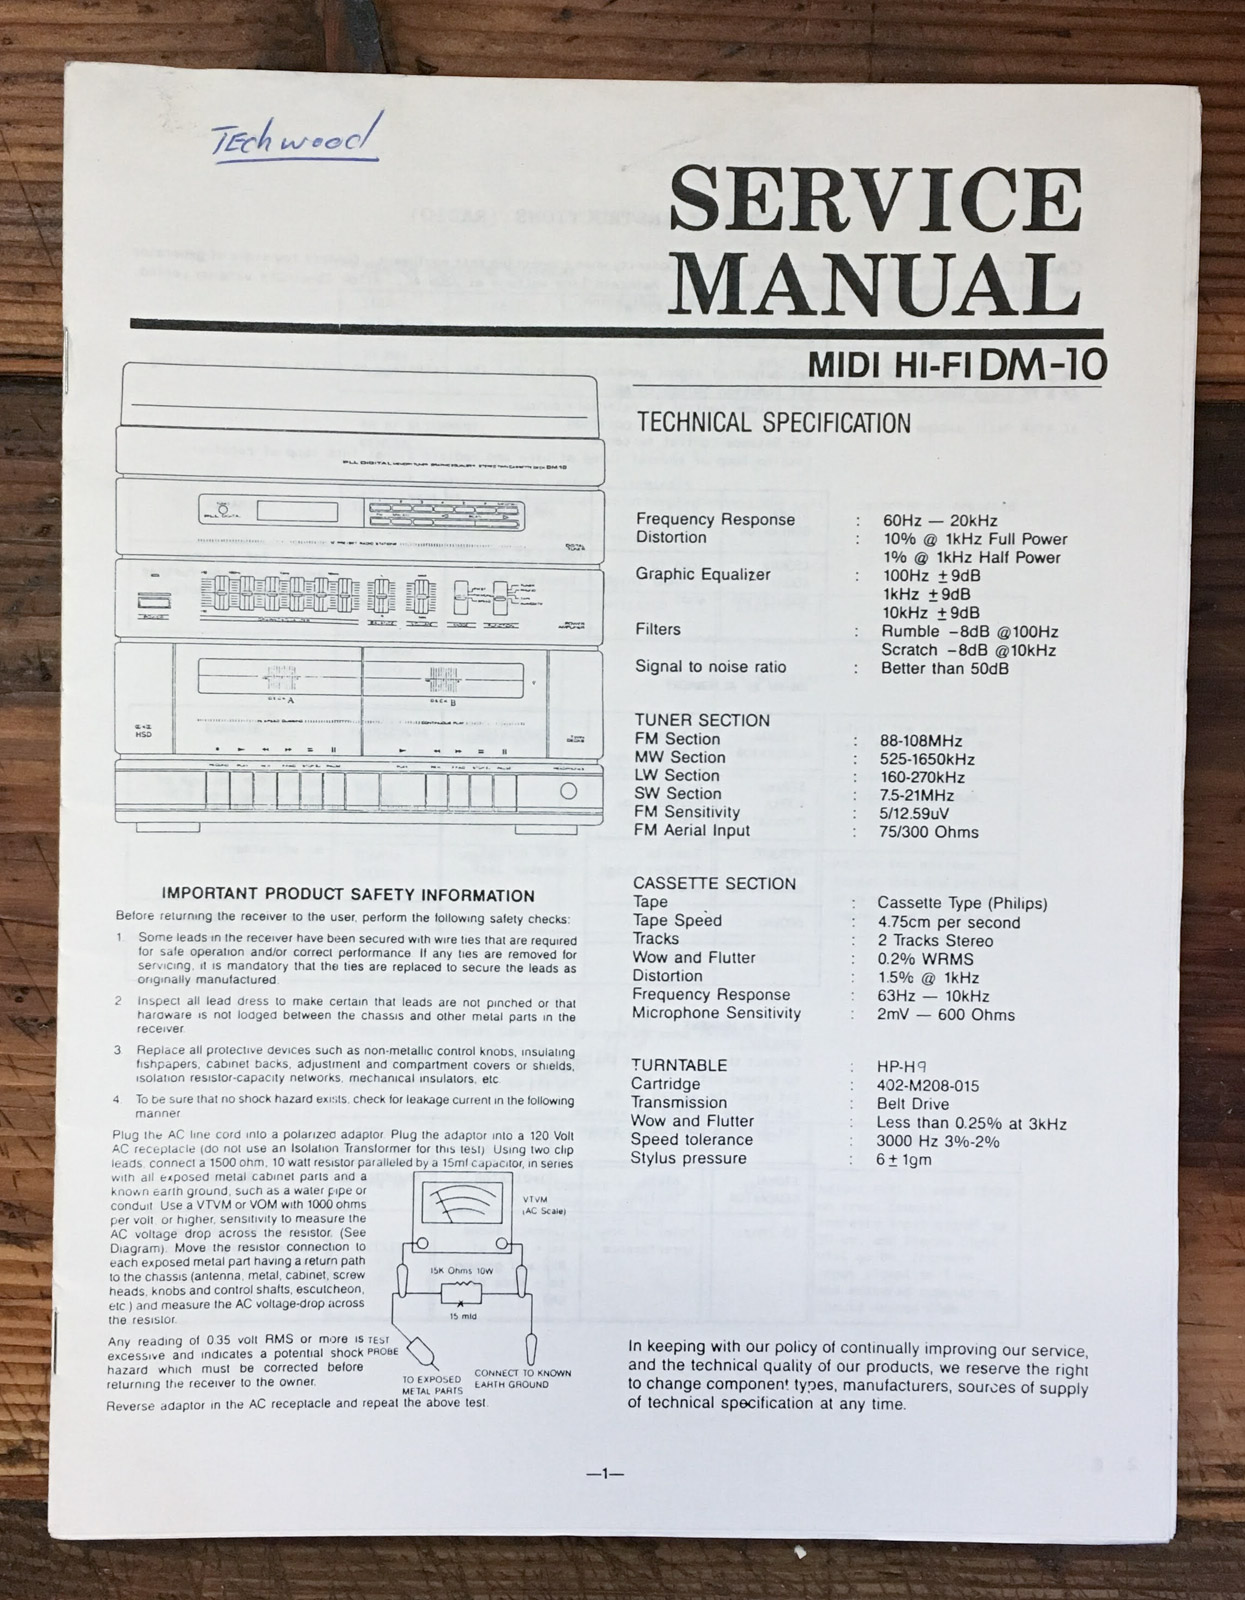 TEchwood
SERVICE
MANUAL
MIDI HI-FI DM-10
PLL DIGITAL
DM10
DIGITAL
TUNER
A
B
HSD
TECHNICAL SPECIFICATION
Frequency Response : 60Hz — 20kHz
Distortion : 10% @ 1kHz Full Power
1% @ 1kHz Half Power
Graphic Equalizer : 100Hz ±9dB
1kHz ±9dB
10kHz ±9dB
Filters : Rumble -8dB @100Hz
Scratch -8dB @10kHz
Signal to noise ratio : Better than 50dB
TUNER SECTION
FM Section : 88-108MHz
MW Section : 525-1650kHz
LW Section : 160-270kHz
SW Section : 7.5-21MHz
FM Sensitivity : 5/12.59uV
FM Aerial Input : 75/300 Ohms
CASSETTE SECTION
Tape : Cassette Type (Philips)
Tape Speed : 4.75cm per second
Tracks : 2 Tracks Stereo
Wow and Flutter : 0.2% WRMS
Distortion : 1.5% @ 1kHz
Frequency Response : 63Hz — 10kHz
Microphone Sensitivity : 2mV — 600 Ohms
TURNTABLE : HP-H9
Cartridge : 402-M208-015
Transmission : Belt Drive
Wow and Flutter : Less than 0.25% at 3kHz
Speed tolerance : 3000 Hz 3%-2%
Stylus pressure : 6±1gm
IMPORTANT PRODUCT SAFETY INFORMATION
Before returning the receiver to the user, perform the following safety checks:
1. Some leads in the receiver have been secured with wire ties that are required
for safe operation and/or correct performance. If any ties are removed for
servicing, it is mandatory that the ties are replaced to secure the leads as
originally manufactured.
2 Inspect all lead dress to make certain that leads are not pinched or that
hardware is not lodged between the chassis and other metal parts in the
receiver.
3. Replace all protective devices such as non-metallic control knobs, insulating
fishpapers, cabinet backs, adjustment and compartment covers or shields,
isolation resistor-capacity networks, mechanical insulators, etc.
4. To be sure that no shock hazard exists, check for leakage current in the following
manner.
Plug the AC line cord into a polarized adaptor. Plug the adaptor into a 120 Volt
AC receptacle (do not use an Isolation Transformer for this test). Using two clip
leads, connect a 1500 ohm, 10 watt resistor paralleled by a 15mf capacitor, in series
with all exposed metal cabinet parts and a
known earth ground, such as a water pipe or
conduit. Use a VTVM or VOM with 1000 ohms
per volt, or higher, sensitivity to measure the
AC voltage drop across the resistor. (See
Diagram). Move the resistor connection to
each exposed metal part having a return path
to the chassis (antenna, metal, cabinet, screw
heads, knobs and control shafts, escutcheon,
etc.) and measure the AC voltage-drop across
the resistor.
Any reading of 0.35 volt RMS or more is
excessive and indicates a potential shock
hazard which must be corrected before
returning the receiver to the owner.
Reverse adaptor in the AC receptacle and repeat the above test.
VTVM
(AC Scale)
15K Ohms 10W
15 mfd
TEST
PROBE
TO EXPOSED
METAL PARTS
CONNECT TO KNOWN
EARTH GROUND
In keeping with our policy of continually improving our service,
and the technical quality of our products, we reserve the right
to change component types, manufacturers, sources of supply
of technical specification at any time.
—1—